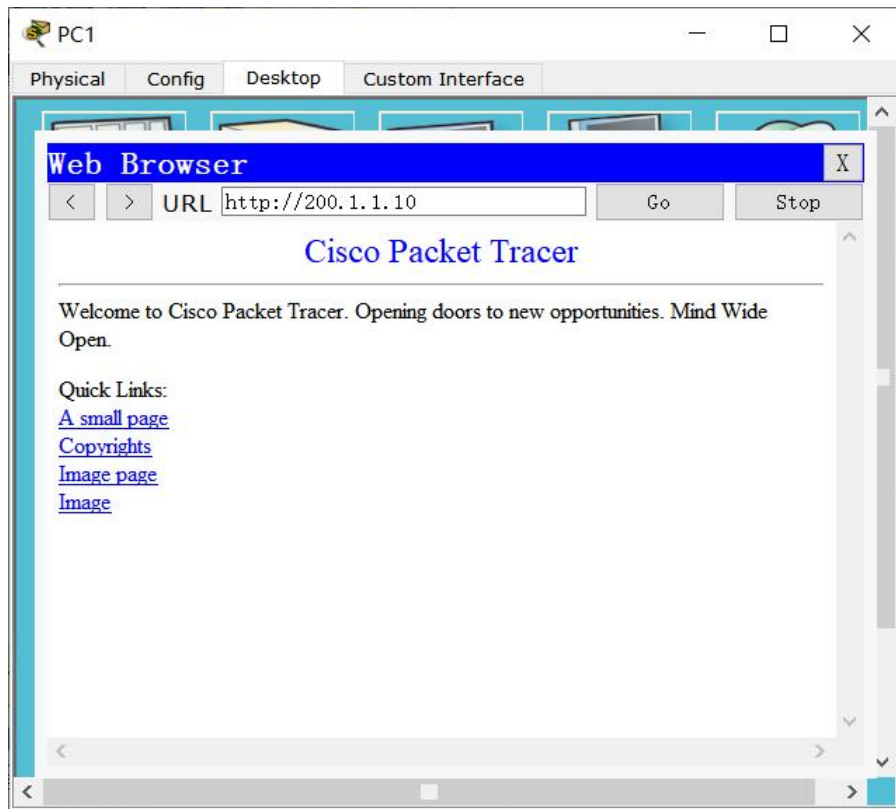 PC1
Physical Config Desktop Custom Interface
Web Browser X
< > URL http://200.1.1.10 Go Stop
Cisco Packet Tracer
Welcome to Cisco Packet Tracer. Opening doors to new opportunities. Mind Wide
Open.
Quick Links:
A small page
Copyrights
Image page
Image